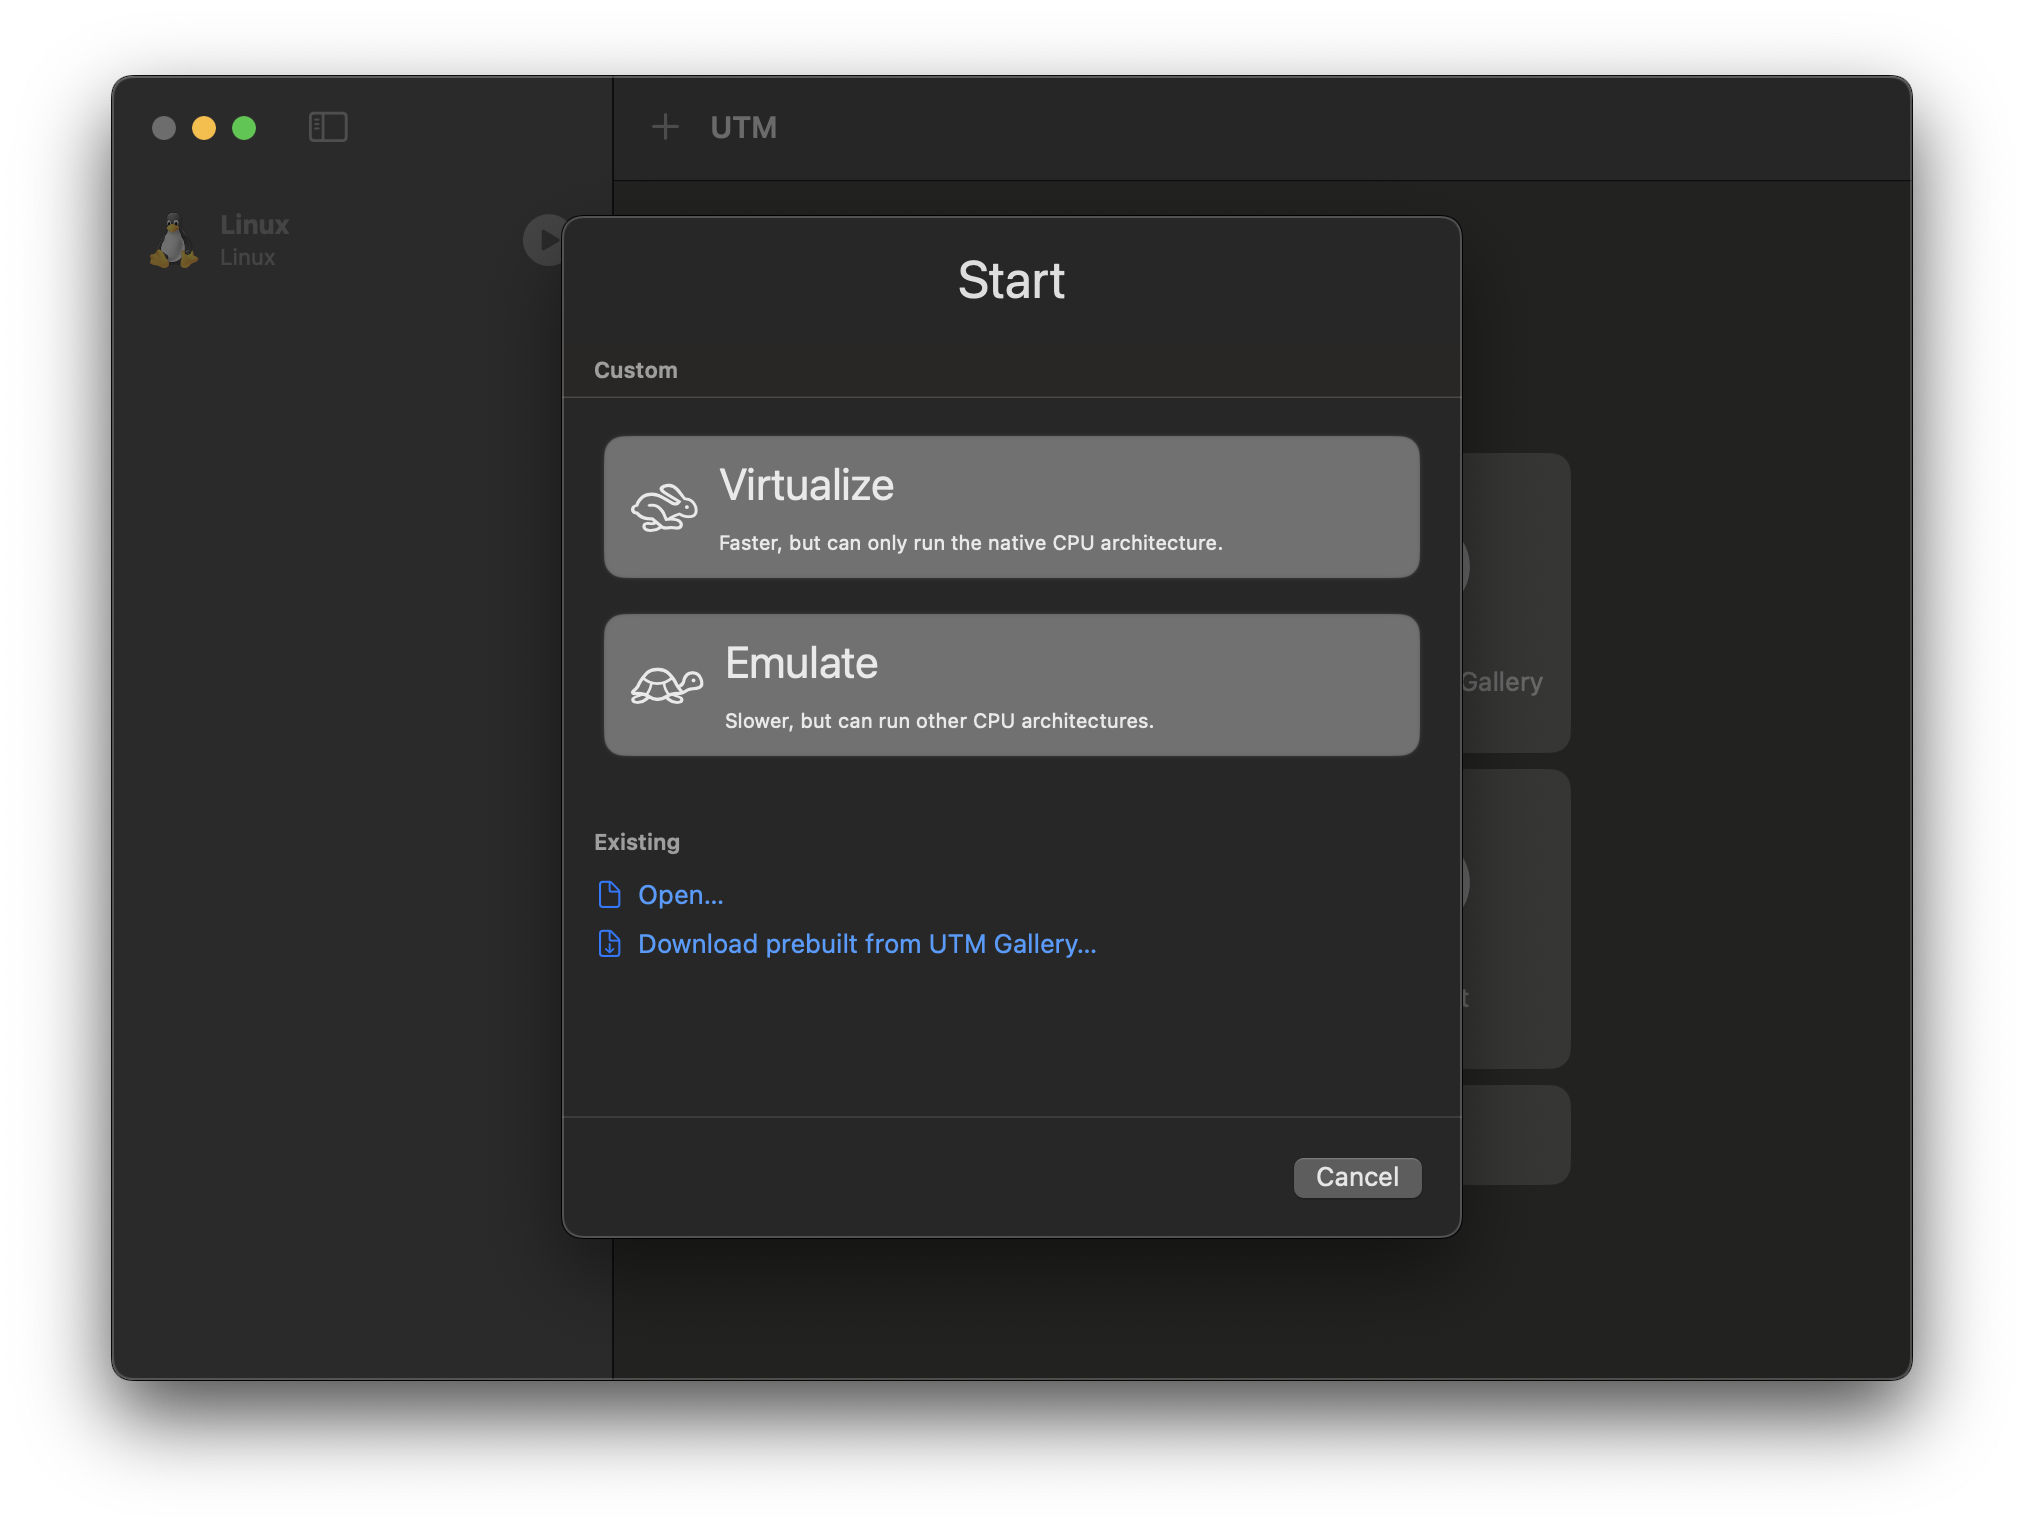 UTM
Linux
Linux
Start
Custom
Virtualize
Faster, but can only run the native CPU architecture.
Emulate
Slower, but can run other CPU architectures.
Gallery
Existing
Open...
Download prebuilt from UTM Gallery...
t
Cancel